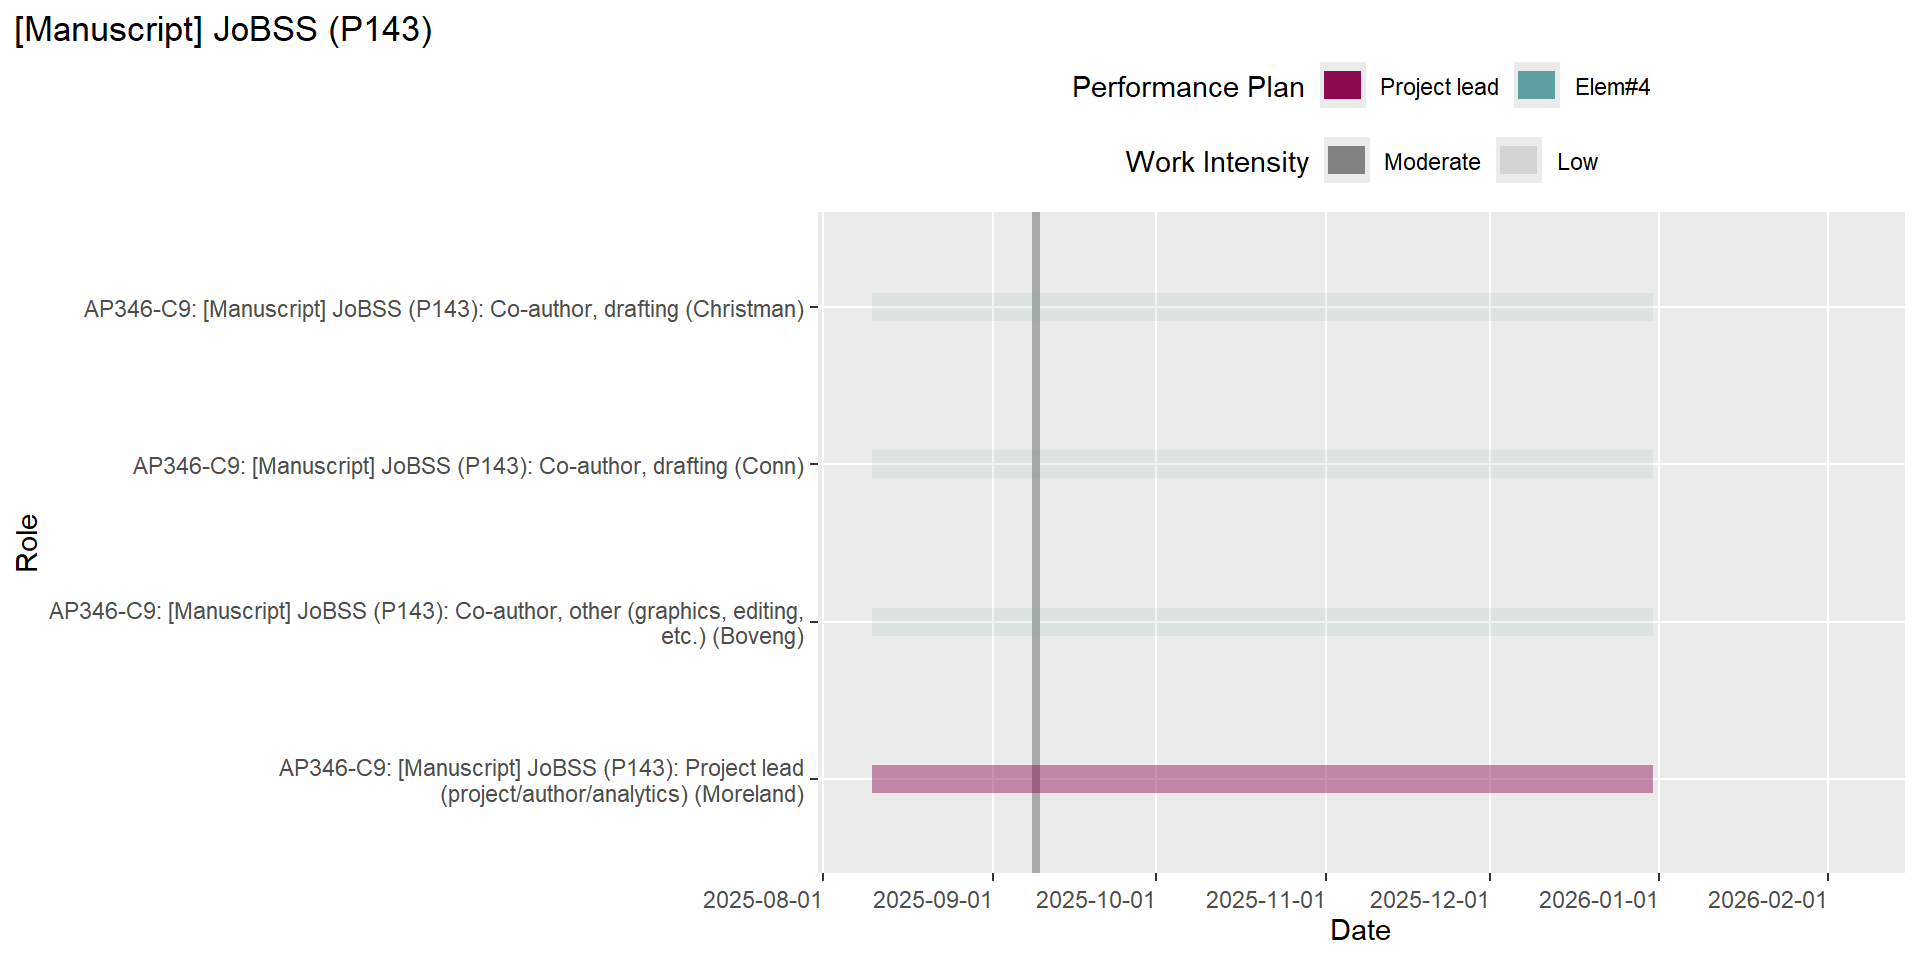 [Manuscript] JoBSS (P143)
Performance Plan Project lead Elem#4
Work Intensity Moderate Low
AP346-C9: [Manuscript] JoBSS (P143): Co-author, drafting (Christman)
AP346-C9: [Manuscript] JoBSS (P143): Co-author, drafting (Conn)
Role
AP346-C9: [Manuscript] JoBSS (P143): Co-author, other (graphics, editing,
etc.) (Boveng)
AP346-C9: [Manuscript] JoBSS (P143): Project lead
(project/author/analytics) (Moreland)
2025-08-01 2025-09-01 2025-10-01 2025-11-01 2025-12-01 2026-01-01 2026-02-01
Date